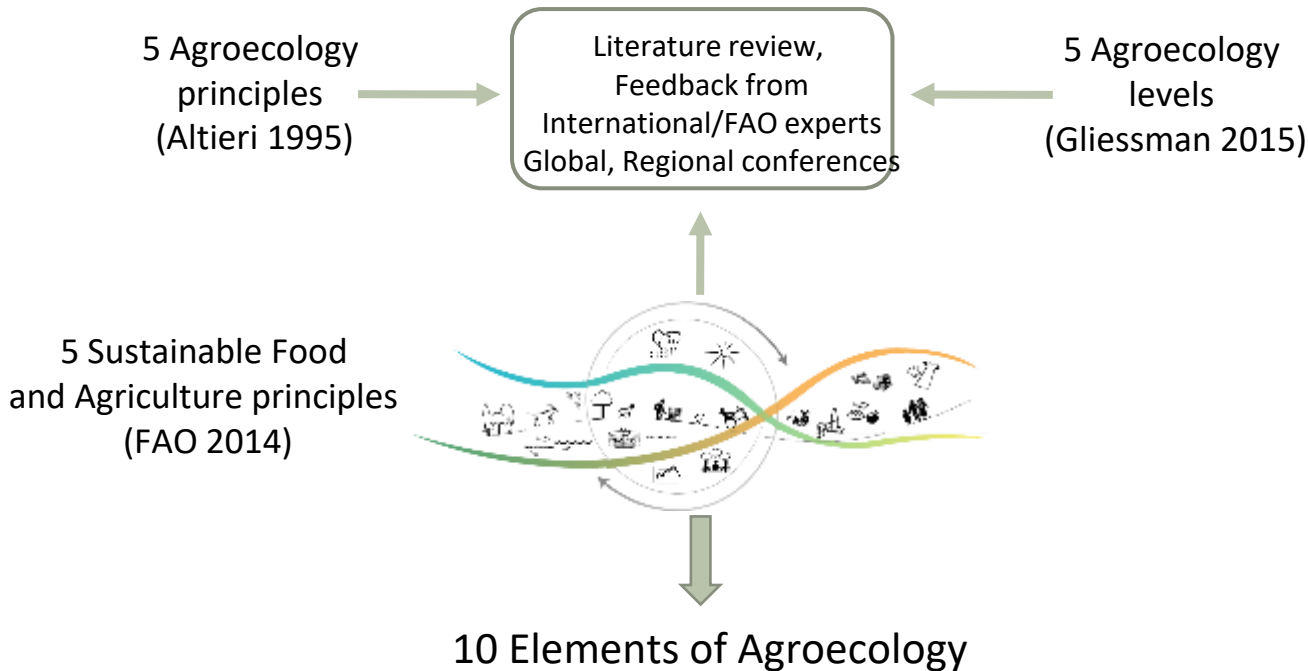 5 Agroecology
principles
(Altieri 1995)
Literature review,
Feedback from
International/FAO experts
Global, Regional conferences
5 Agroecology
levels
(Gliessman 2015)
5 Sustainable Food
and Agriculture principles
(FAO 2014)
10 Elements of Agroecology